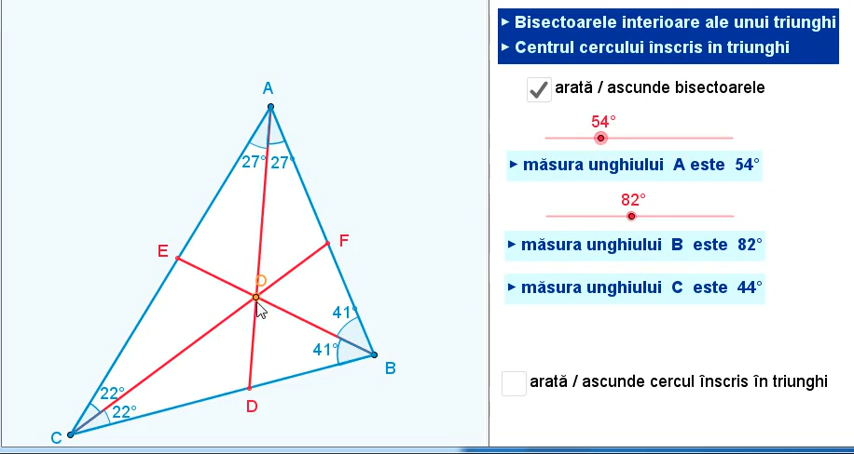 ▸ Bisectoarele interioare ale unui triunghi
▸ Centrul cercului înscris în triunghi
arată / ascunde bisectoarele
54°
▸ măsura unghiului A este 54°
82°
▸ măsura unghiului B este 82°
▸ măsura unghiului C este 44°
arată / ascunde cercul înscris în triunghi
A
27° 27°
E
F
O
41°
41°
B
22°
22°
D
C